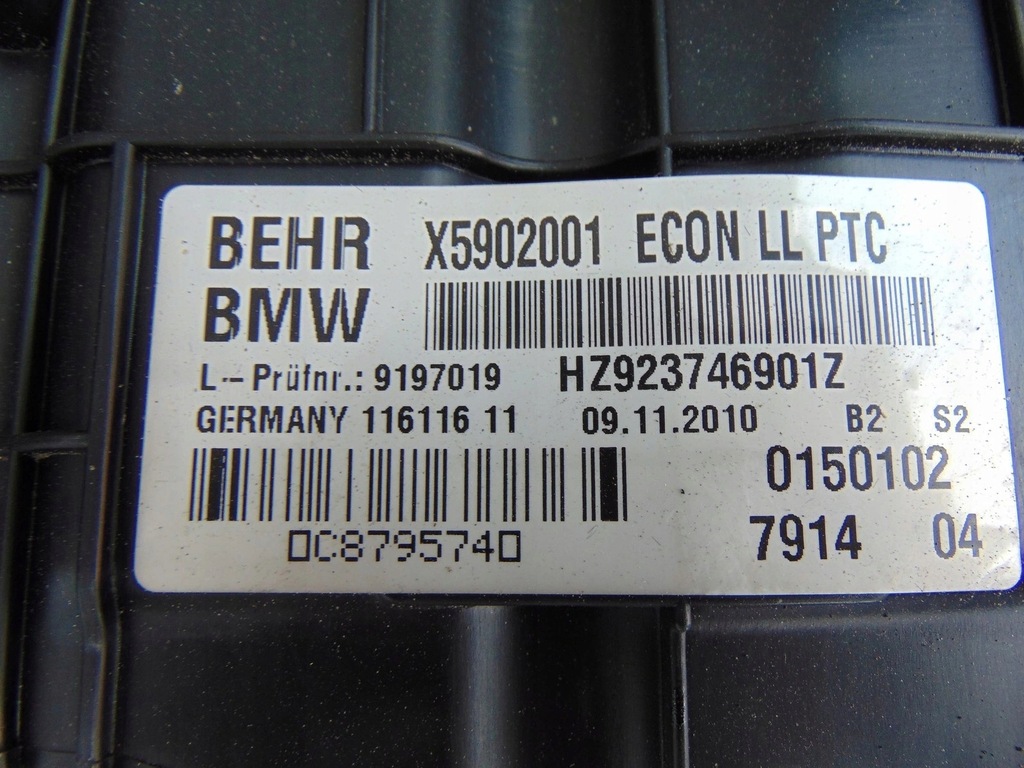 BEHR X5902001 ECON LL PTC
BMW
L-Prüfnr.: 9197019 HZ923746901Z
GERMANY 116116 11 09.11.2010 B2 S2
0150102
0C8795740
7914 04